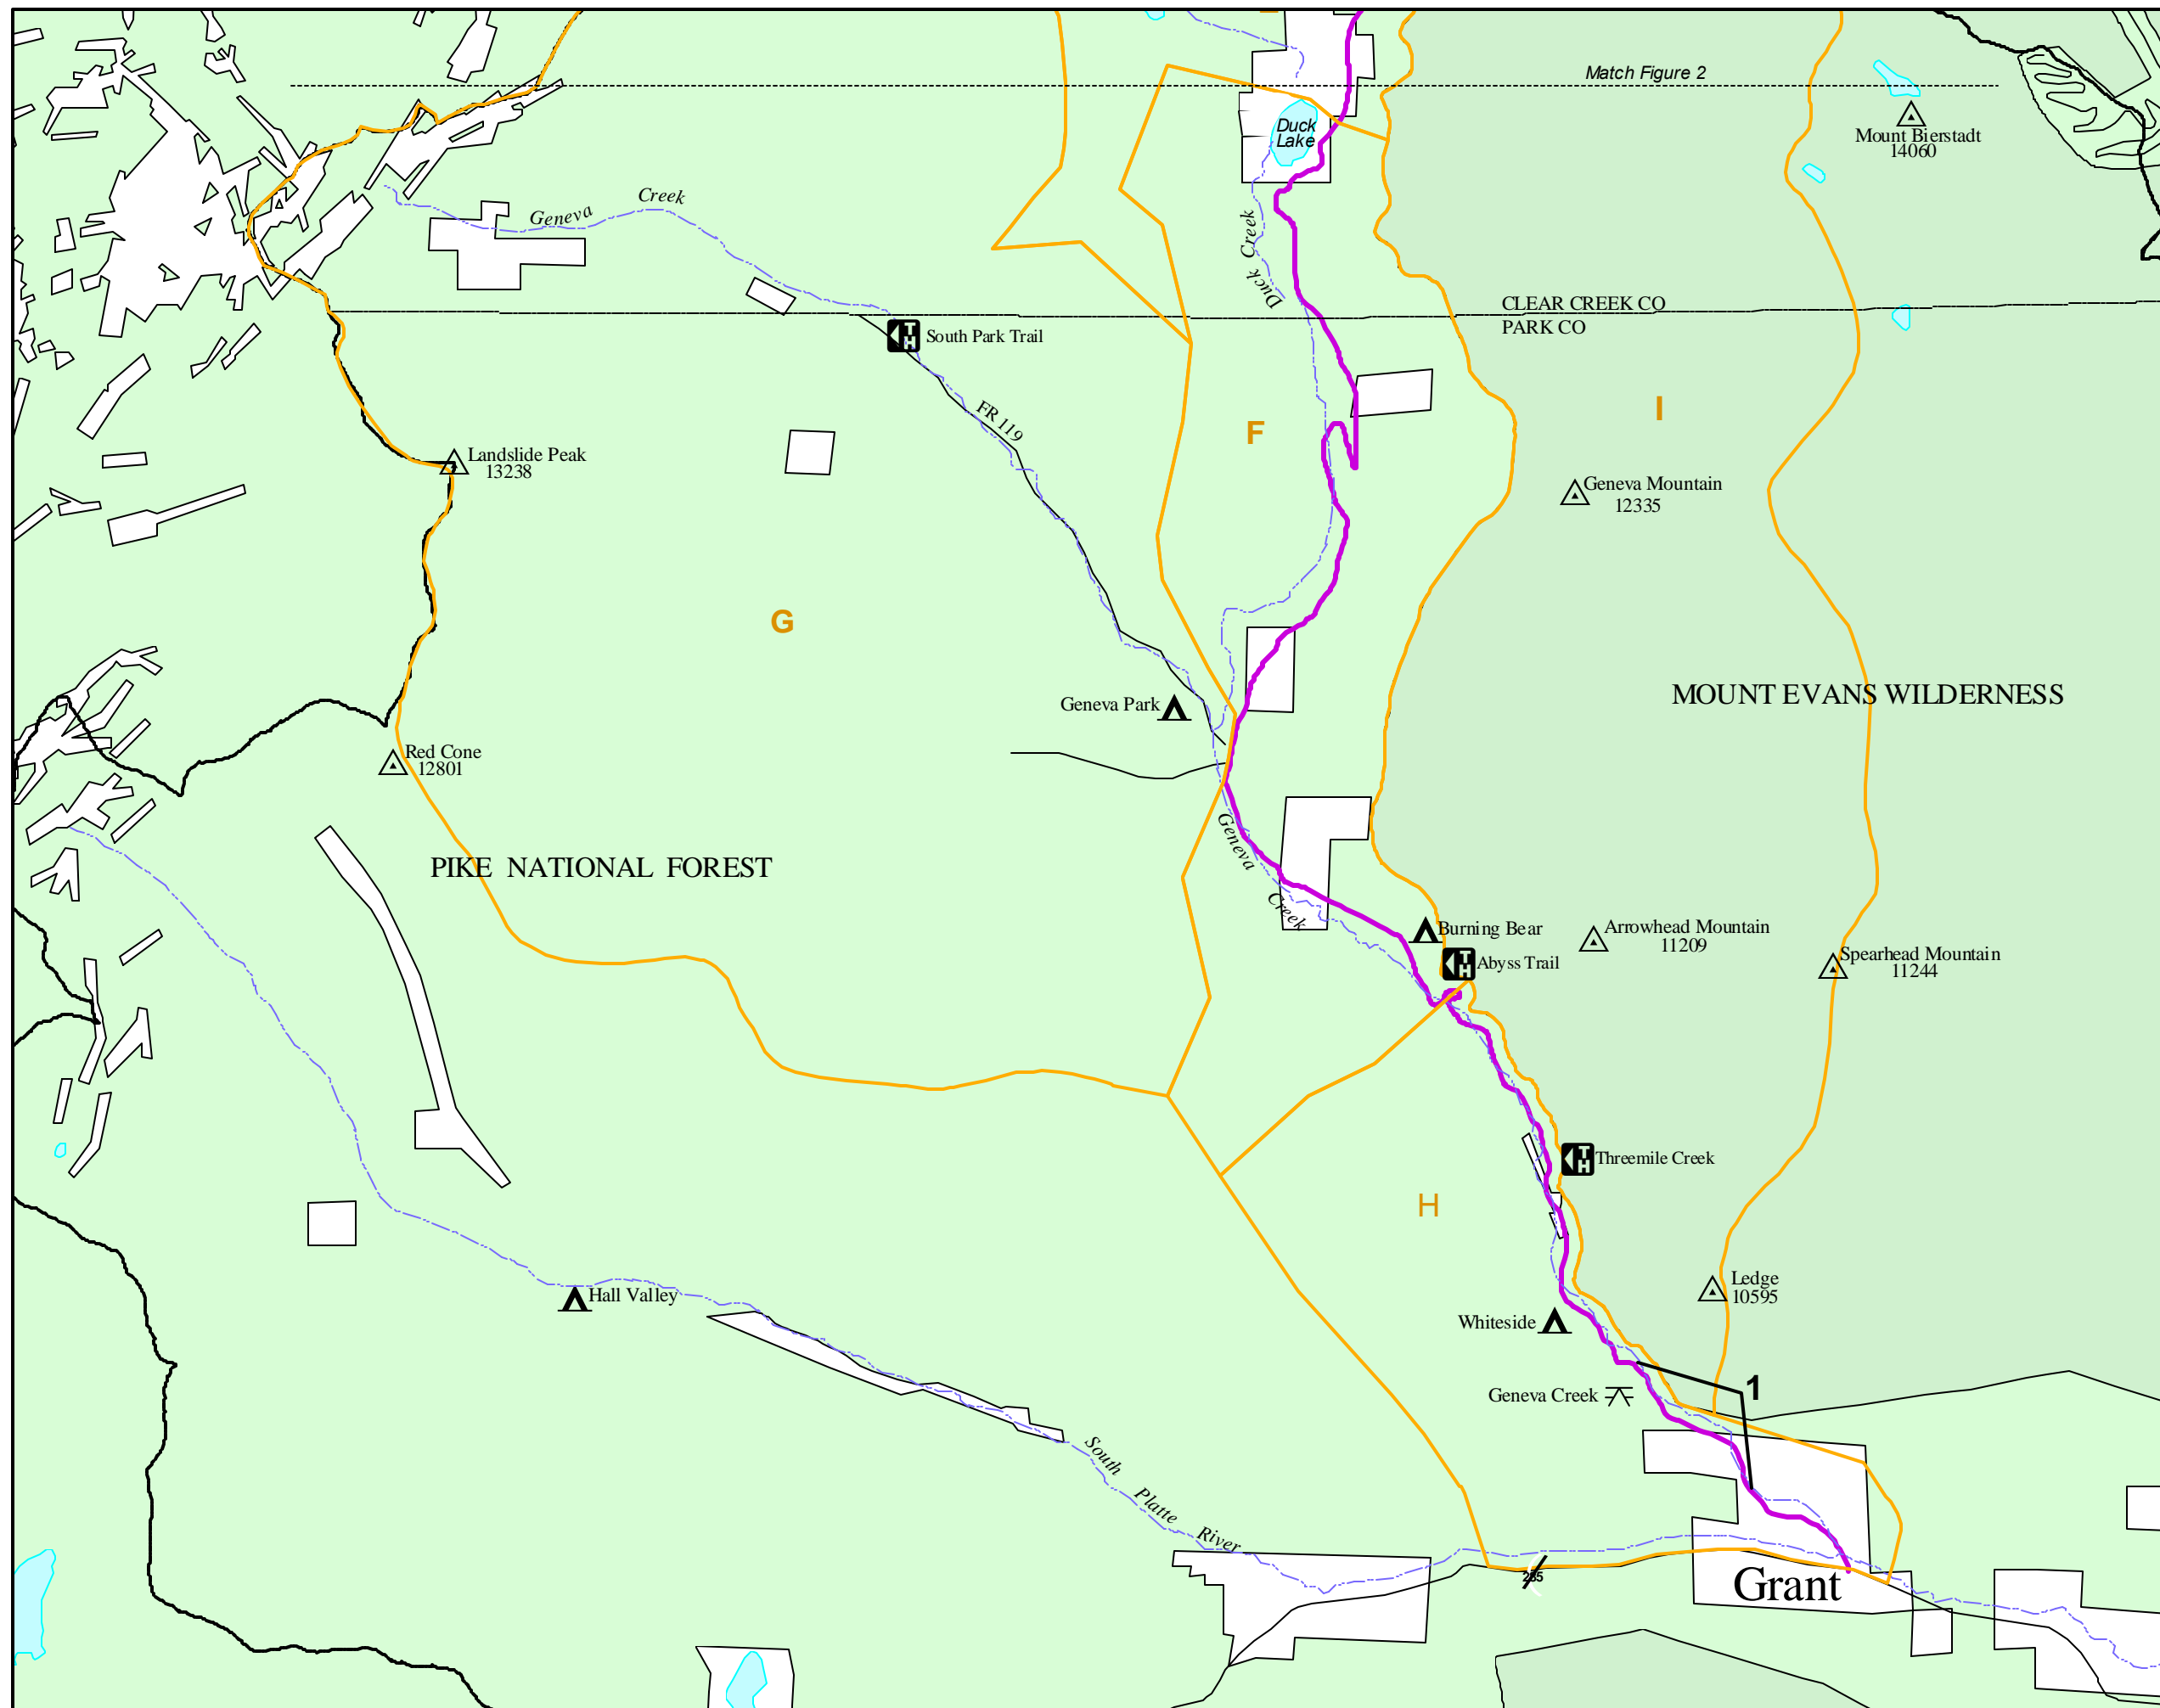 Match Figure 2
Duck
Lake
Mount Bierstadt
14060
Geneva Creek
Duck Creek
CLEAR CREEK CO
PARK CO
TH
South Park Trail
FR 119
F
I
Landslide Peak
13238
Geneva Mountain
12335
G
MOUNT EVANS WILDERNESS
Geneva Park
Red Cone
12801
Geneva Creek
PIKE NATIONAL FOREST
Burning Bear
Arrowhead Mountain
11209
TH
Abyss Trail
Spearhead Mountain
11244
TH
Threemile Creek
H
Hall Valley
Ledge
10595
Whiteside
1
Geneva Creek
South Platte River
285
Grant